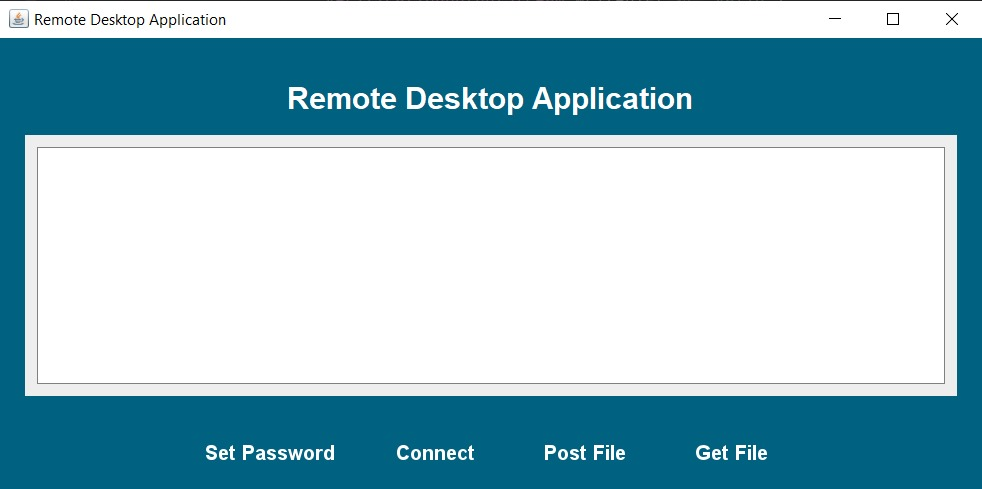 Remote Desktop Application
Remote Desktop Application
Set Password Connect Post File Get File